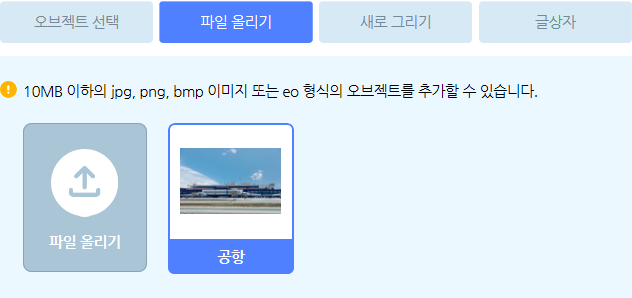 오브젝트 선택
파일 올리기
새로 그리기
글상자
10MB 이하의 jpg, png, bmp 이미지 또는 eo 형식의 오브젝트를 추가할 수 있습니다.
파일 올리기
공항